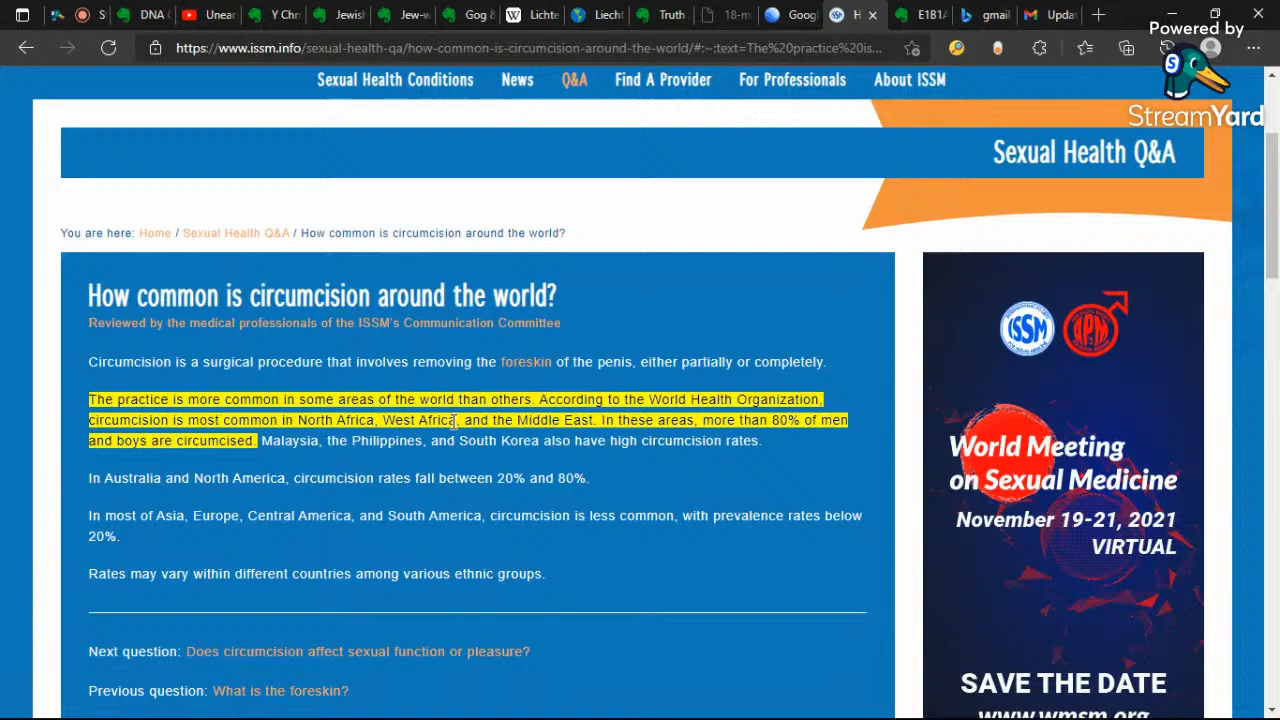 DNA (
Unear
Y Chr
Jewish
Jew-w
Gog &
W Lichte
Liecht
Truth
18-m
Googl
H
E1B1A
gmail
Updat
Powered by
https://www.issm.info/sexual-health-qa/how-common-is-circumcision-around-the-world/#:~:text=The%20practice%20is...
StreamYard
Sexual Health Conditions News Q&A Find A Provider For Professionals About ISSM
Sexual Health Q&A
You are here: Home / Sexual Health Q&A / How common is circumcision around the world?
How common is circumcision around the world?
Reviewed by the medical professionals of the ISSM's Communication Committee
Circumcision is a surgical procedure that involves removing the foreskin of the penis, either partially or completely.
The practice is more common in some areas of the world than others. According to the World Health Organization,
circumcision is most common in North Africa, West Africa, and the Middle East. In these areas, more than 80% of men
and boys are circumcised. Malaysia, the Philippines, and South Korea also have high circumcision rates.
In Australia and North America, circumcision rates fall between 20% and 80%.
In most of Asia, Europe, Central America, and South America, circumcision is less common, with prevalence rates below
20%.
Rates may vary within different countries among various ethnic groups.
Next question: Does circumcision affect sexual function or pleasure?
Previous question: What is the foreskin?
ISSM
World Meeting
on Sexual Medicine
November 19-21, 2021
VIRTUAL
SAVE THE DATE
www.wmsm.org